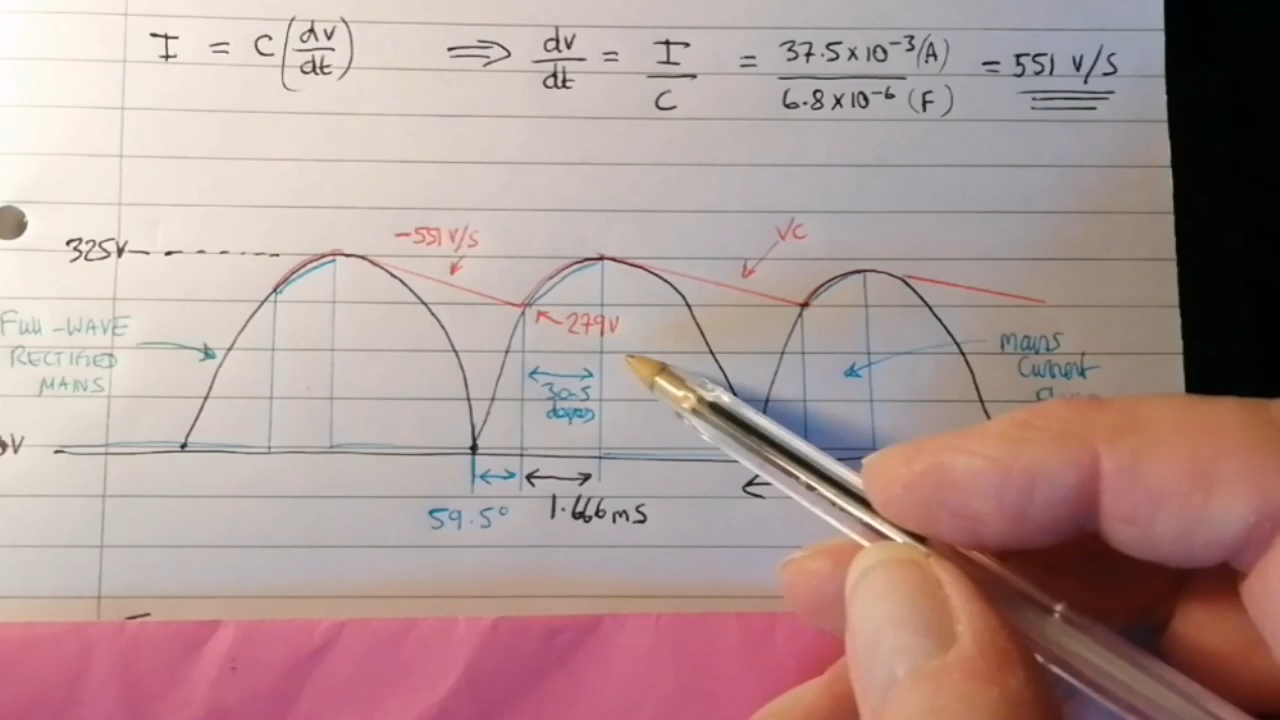 I = C(dv/dt) ⟹ dv/dt = I/C = 37.5×10⁻³(A)/6.8×10⁻⁶(F) = 551 V/S
-551V/S
VC
325V
279V
FULL-WAVE
RECTIFIED
MAINS
mains
Current
30.5
degrees
V
59.5°
1.666mS